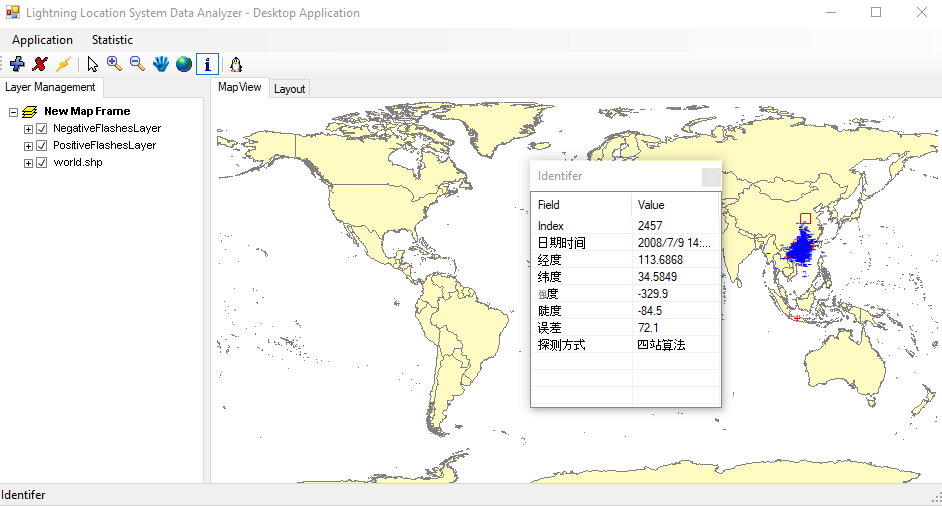 Lightning Location System Data Analyzer - Desktop Application
Application Statistic
Layer Management
MapView Layout
New Map Frame
NegativeFlashesLayer
PositiveFlashesLayer
world.shp
Identifer
Field Value
Index 2457
日期时间 2008/7/9 14:...
经度 113.6868
纬度 34.5849
强度 -329.9
陡度 -84.5
误差 72.1
探测方式 四站算法
Identifer